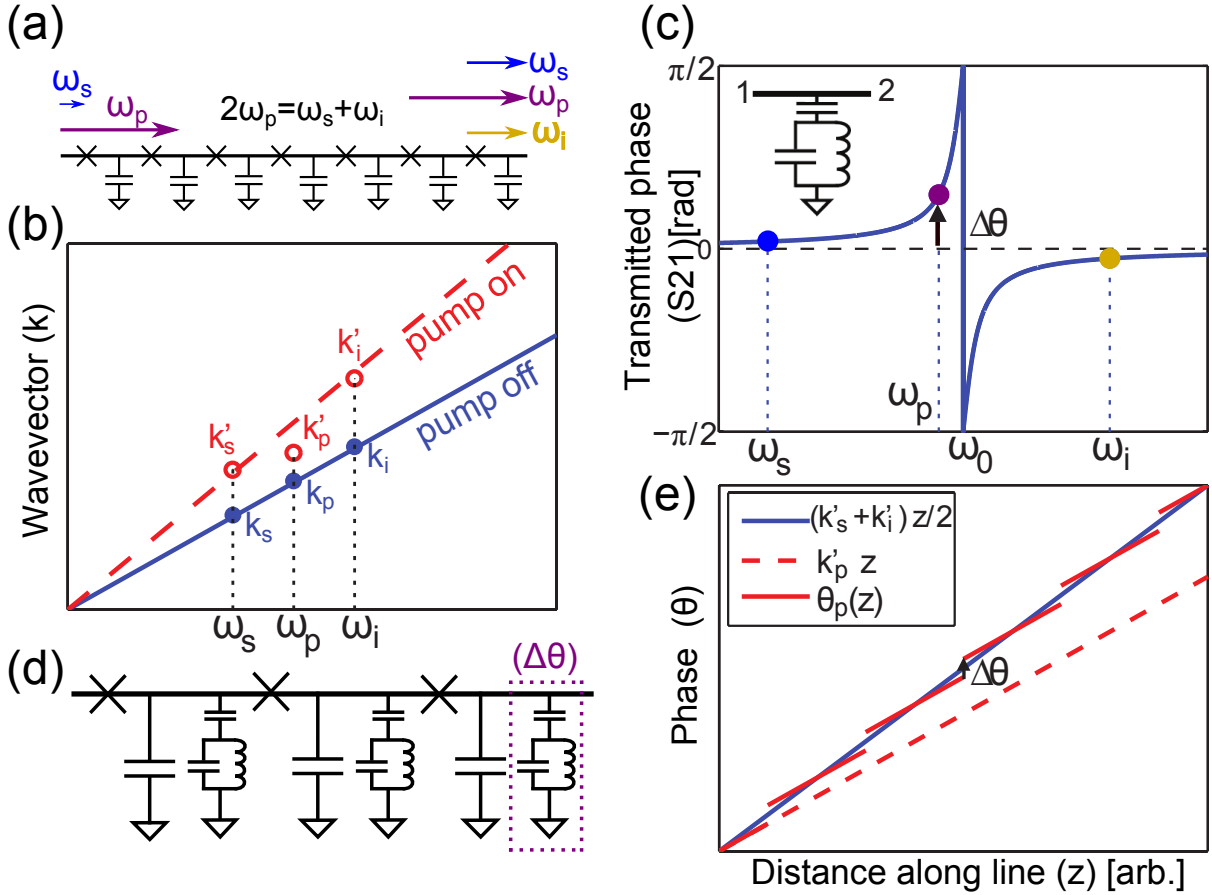 (a)
ωs
ωs
ωp
2ωp=ωs+ωi
ωp
ωi
(b)
Wavevector (k)
pump on
pump off
k's
k'p
k'i
ks
kp
ki
ωs ωp ωi
(c)
Transmitted phase
(S21)[rad]
π/2
0
−π/2
1 2
Δθ
ωp
ωs ω0 ωi
(d)
(Δθ)
(e)
Phase (θ)
(k's+k'i) z/2
k'p z
θp(z)
Δθ
Distance along line (z) [arb.]